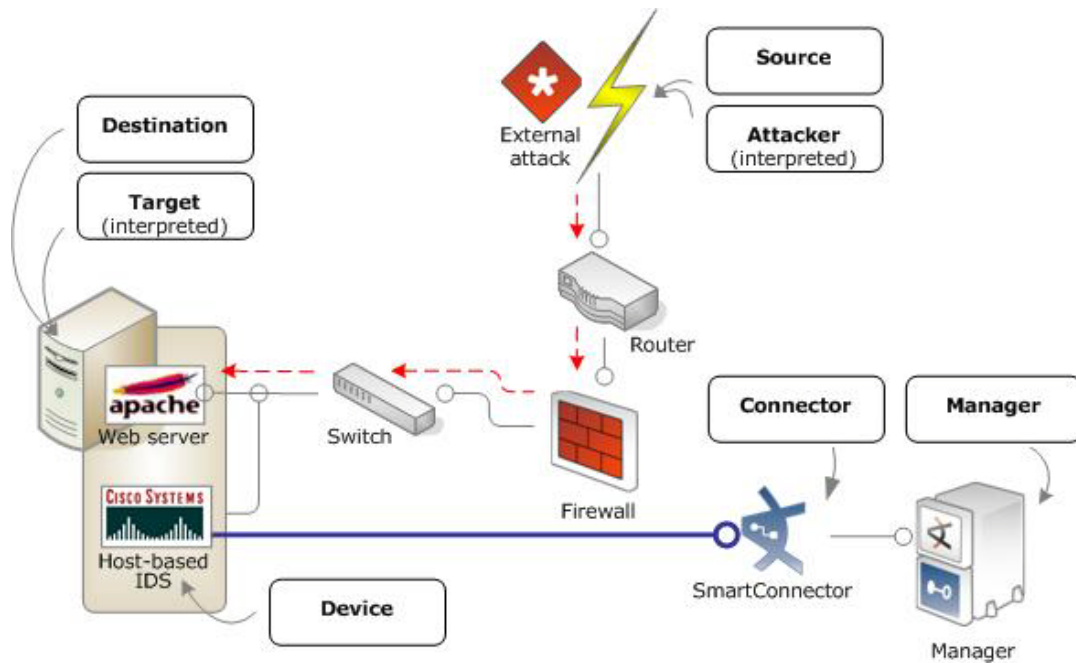 Source
Attacker
(interpreted)
External
attack
Destination
Target
(interpreted)
Router
apache
Web server
Switch
Firewall
Connector
Manager
CISCO SYSTEMS
Host-based
IDS
SmartConnector
Device
Manager